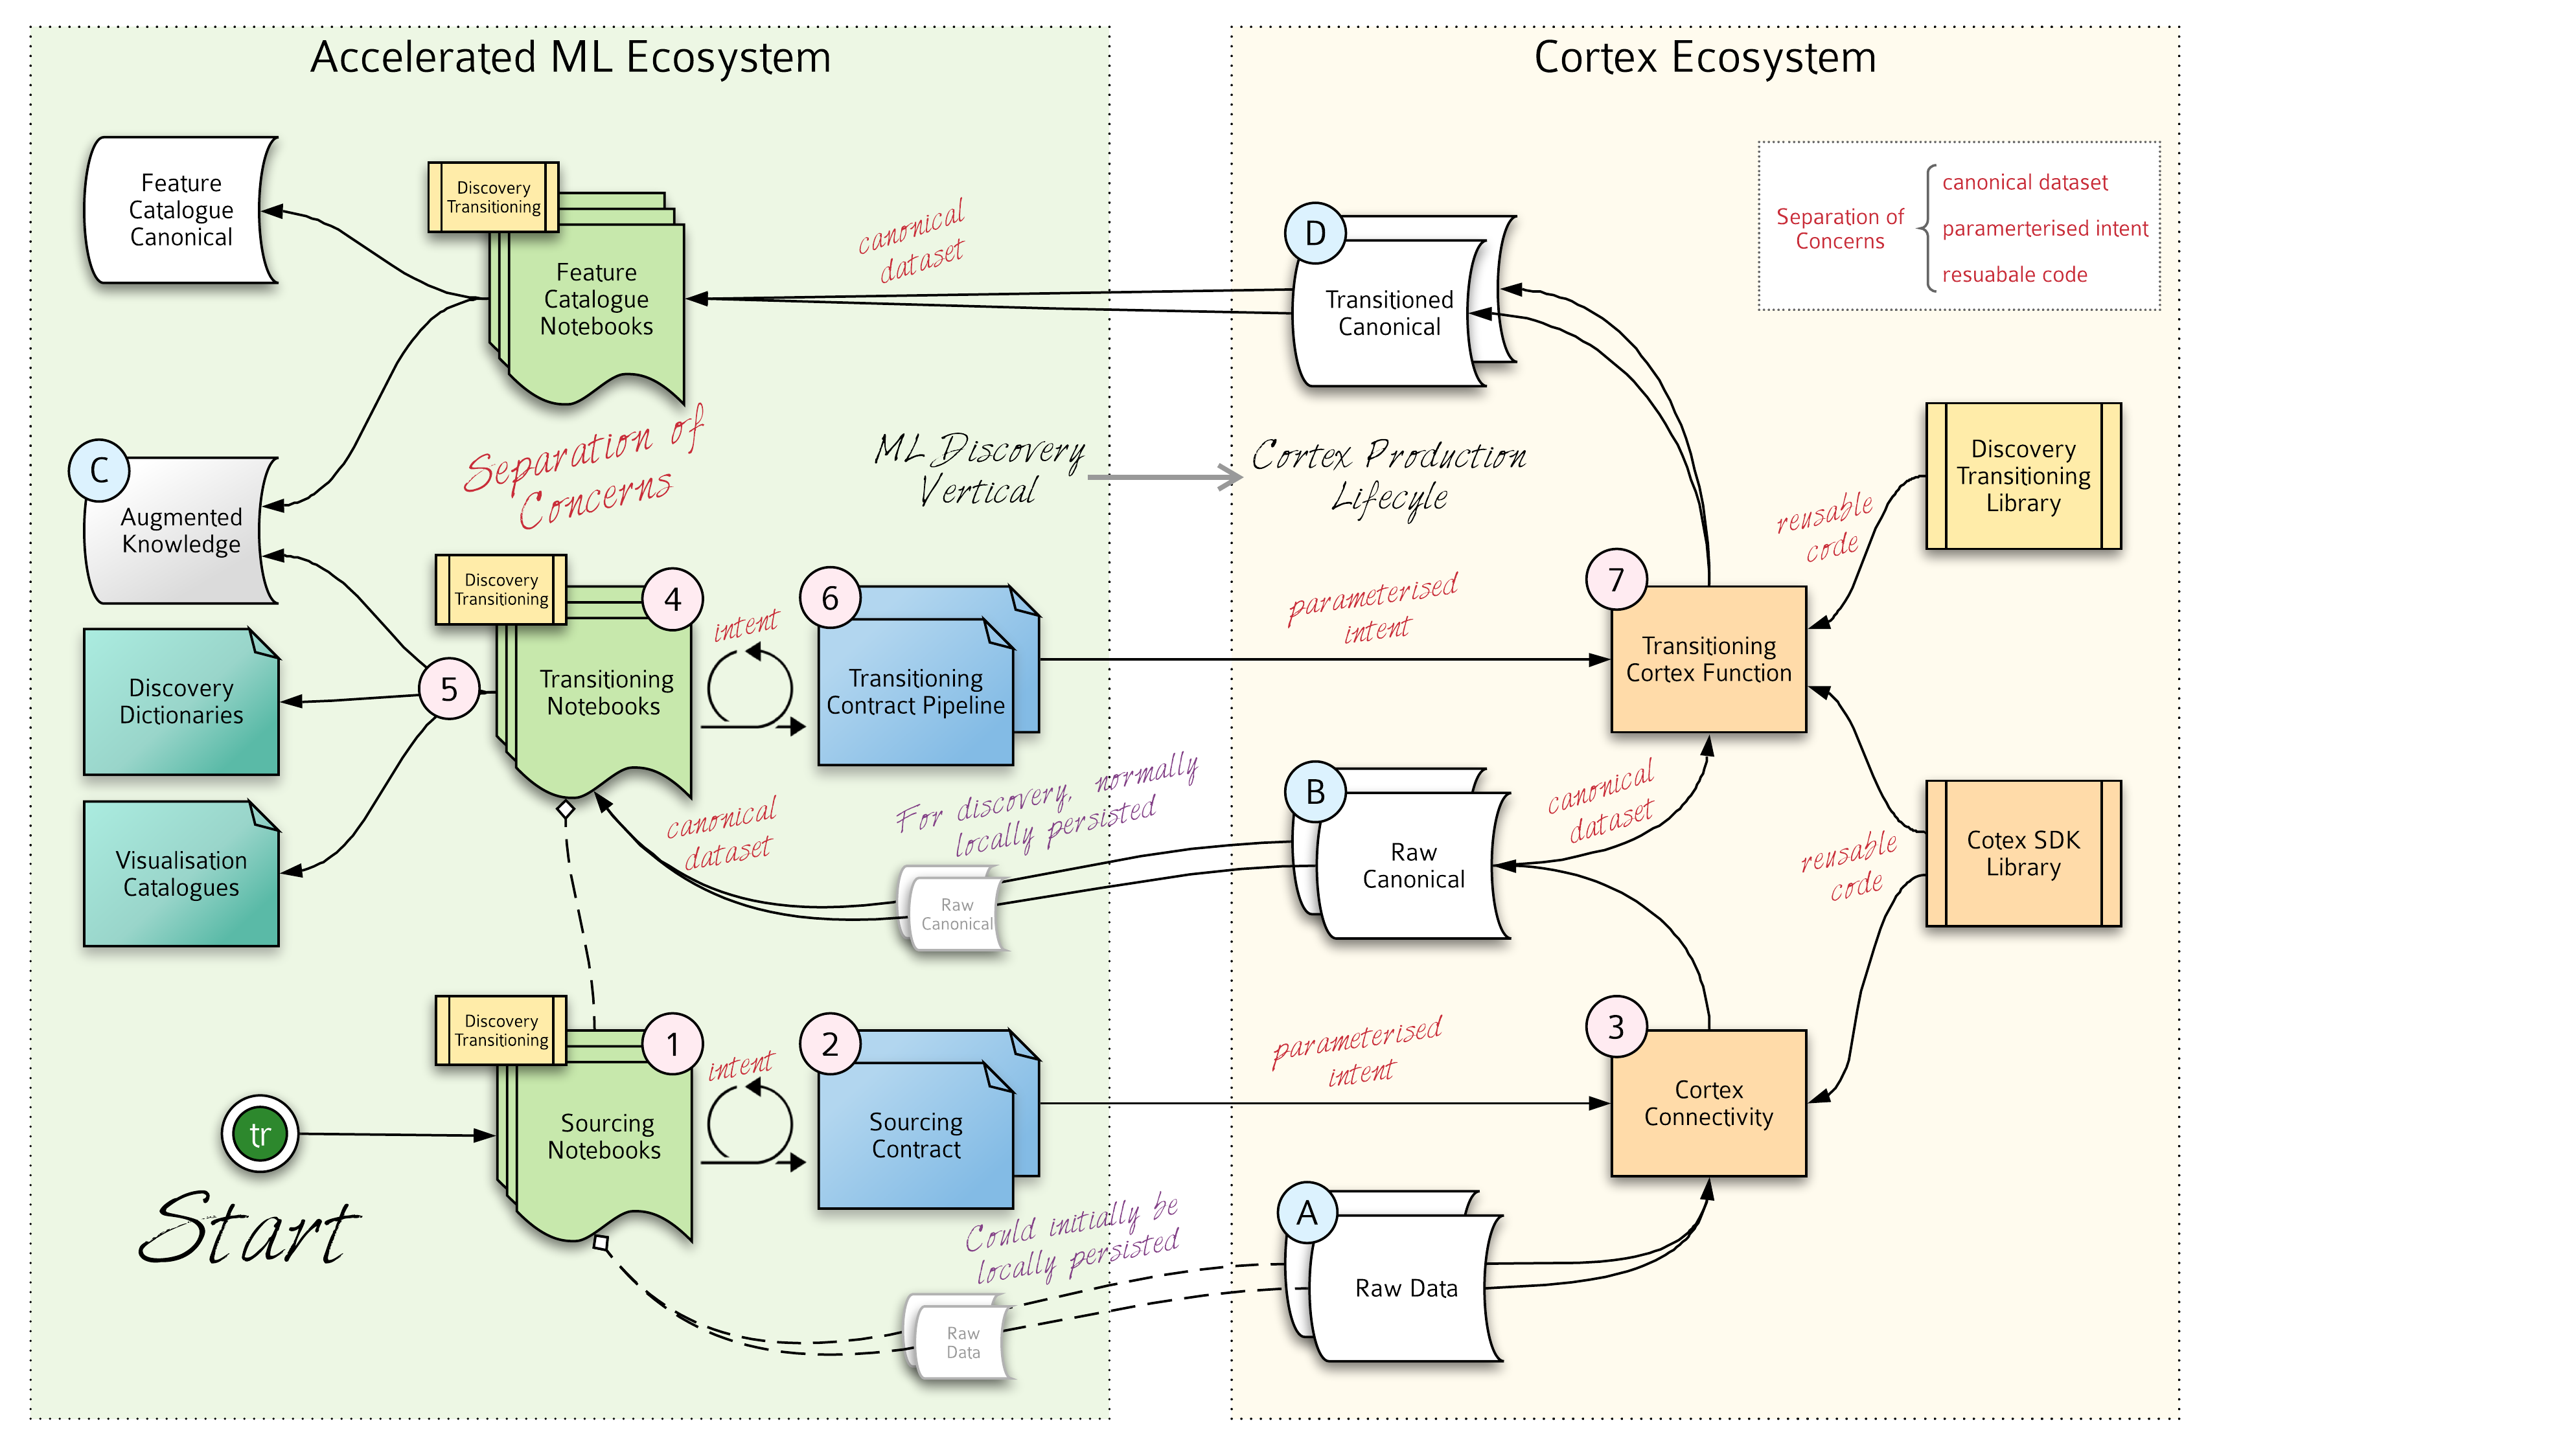 Accelerated ML Ecosystem
Cortex Ecosystem
Feature
Catalogue
Canonical
Discovery
Transitioning
Feature
Catalogue
Notebooks
canonical
dataset
D
Transitioned
Canonical
Separation of
Concerns
canonical dataset
paramerterised intent
resuabale code
Separation of
Concerns
ML Discovery
Vertical
Cortex Production
Lifecyle
C
Augmented
Knowledge
Discovery
Transitioning
Library
reusable
code
Discovery
Transitioning
4
Transitioning
Notebooks
intent
6
Transitioning
Contract Pipeline
parameterised
intent
7
Transitioning
Cortex Function
5
Discovery
Dictionaries
Visualisation
Catalogues
canonical
dataset
For discovery, normally
locally persisted
Raw
Canonical
B
Raw
Canonical
canonical
dataset
reusable
code
Cotex SDK
Library
Discovery
Transitioning
1
Sourcing
Notebooks
intent
2
Sourcing
Contract
parameterised
intent
3
Cortex
Connectivity
tr
Start
Could initially be
locally persisted
Raw
Data
A
Raw Data